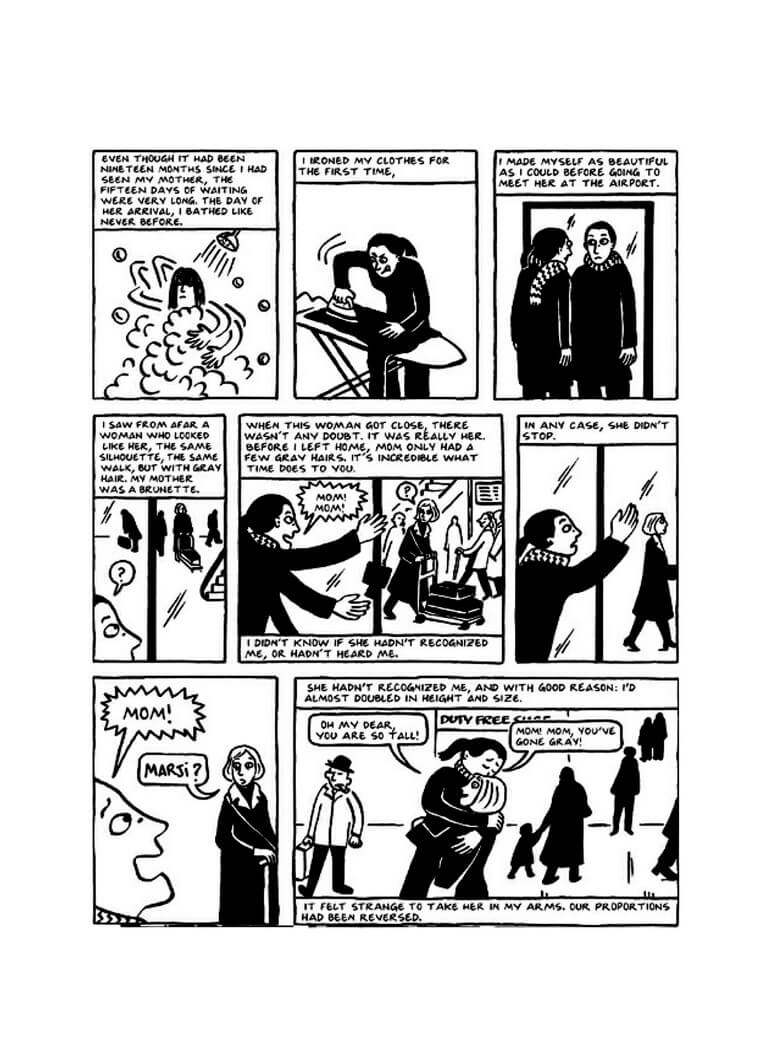 EVEN THOUGH IT HAD BEEN
NINETEEN MONTHS SINCE I HAD
SEEN MY MOTHER, THE
FIFTEEN DAYS OF WAITING
WERE VERY LONG. THE DAY OF
HER ARRIVAL, I BATHED LIKE
NEVER BEFORE.
I IRONED MY CLOTHES FOR
THE FIRST TIME,
I MADE MYSELF AS BEAUTIFUL
AS I COULD BEFORE GOING TO
MEET HER AT THE AIRPORT.
I SAW FROM AFAR A
WOMAN WHO LOOKED
LIKE HER, THE SAME
SILHOUETTE, THE SAME
WALK, BUT WITH GRAY
HAIR. MY MOTHER
WAS A BRUNETTE.
?
WHEN THIS WOMAN GOT CLOSE, THERE
WASN'T ANY DOUBT. IT WAS REALLY HER.
BEFORE I LEFT HOME, MOM ONLY HAD A
FEW GRAY HAIRS. IT'S INCREDIBLE WHAT
TIME DOES TO YOU.
MOM!
MOM!
?
I DIDN'T KNOW IF SHE HADN'T RECOGNIZED
ME, OR HADN'T HEARD ME.
IN ANY CASE, SHE DIDN'T
STOP.
MOM!
MARJI?
SHE HADN'T RECOGNIZED ME, AND WITH GOOD REASON: I'D
ALMOST DOUBLED IN HEIGHT AND SIZE.
OH MY DEAR,
YOU ARE SO TALL!
DUTY FREE
MOM! MOM, YOU'VE
GONE GRAY!
IT FELT STRANGE TO TAKE HER IN MY ARMS. OUR PROPORTIONS
HAD BEEN REVERSED.